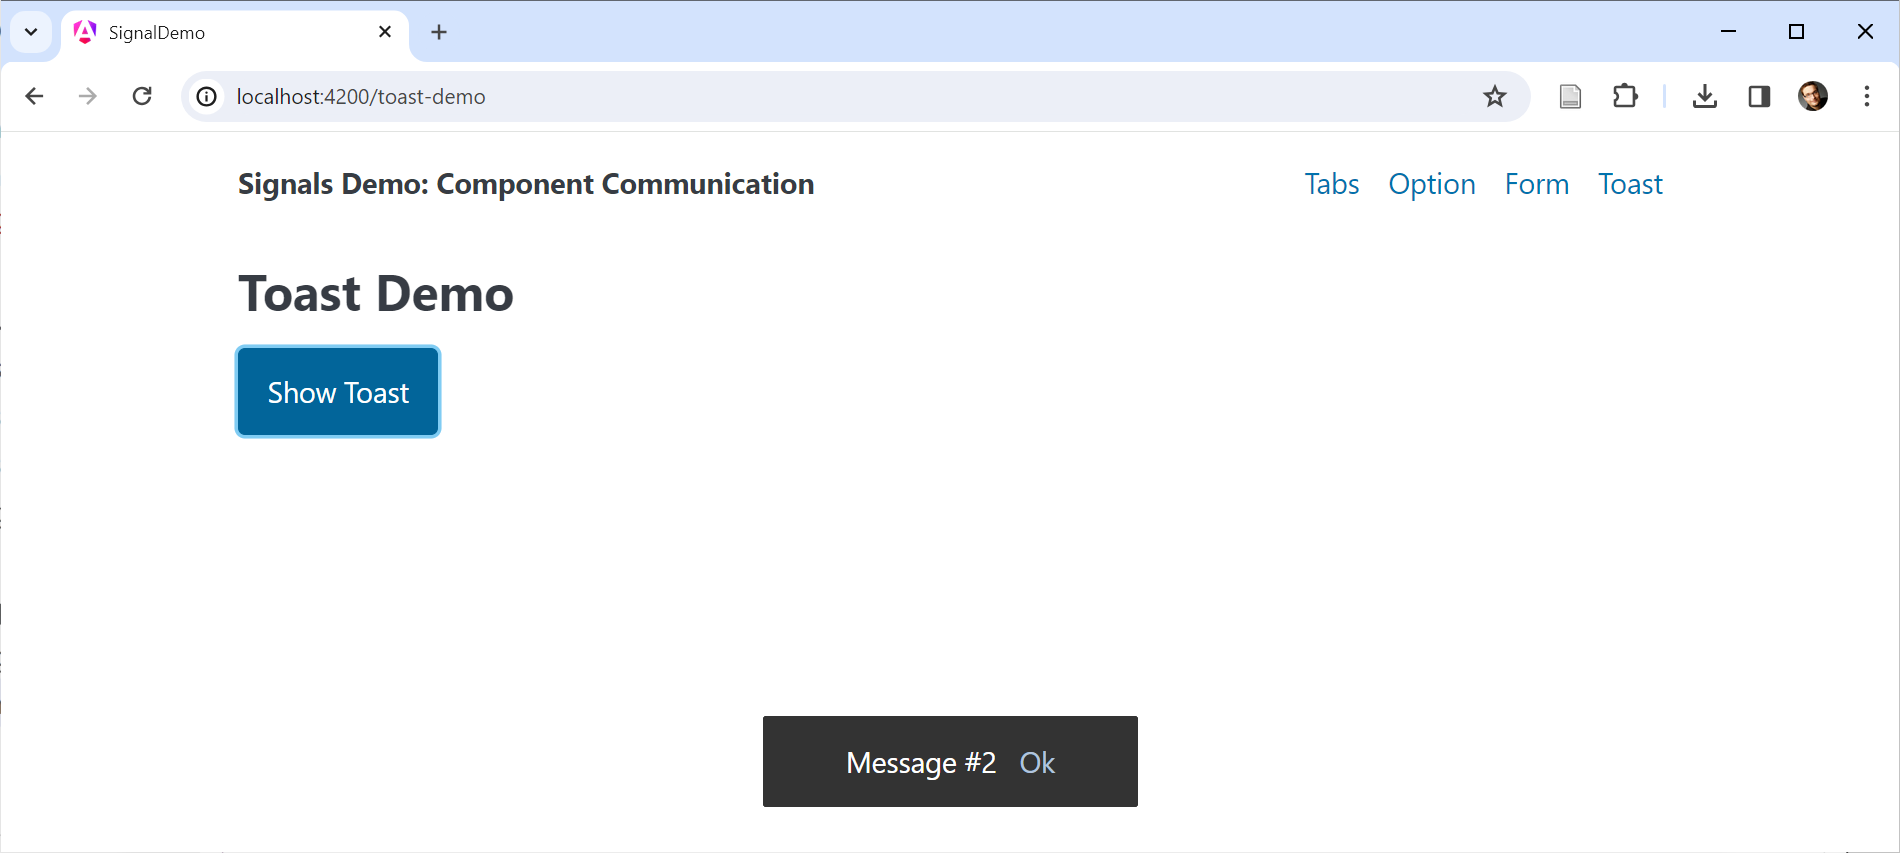 SignalDemo
localhost:4200/toast-demo
Signals Demo: Component Communication
Tabs Option Form Toast
Toast Demo
Show Toast
Message #2 Ok